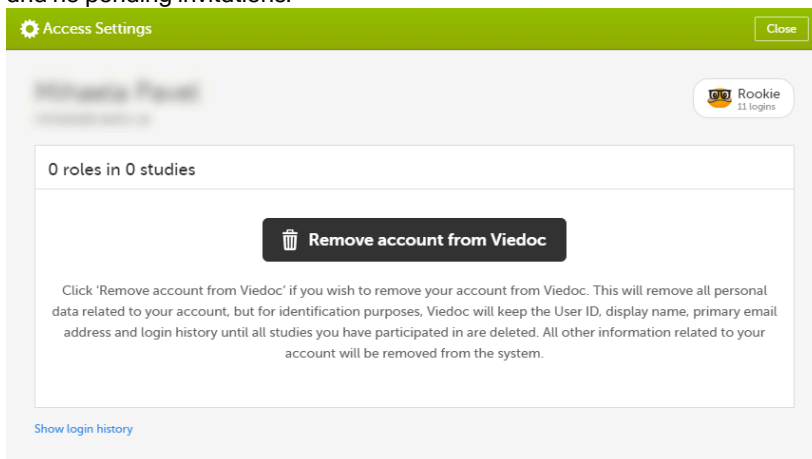 and no pending invitations.
Access Settings
Close
Rookie
11 logins
0 roles in 0 studies
Remove account from Viedoc
Click 'Remove account from Viedoc' if you wish to remove your account from Viedoc. This will remove all personal
data related to your account, but for identification purposes, Viedoc will keep the User ID, display name, primary email
address and login history until all studies you have participated in are deleted. All other information related to your
account will be removed from the system.
Show login history